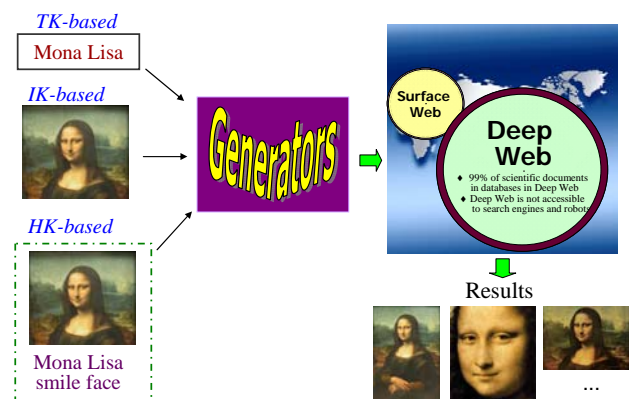 TK-based
Mona Lisa
IK-based
HK-based
Mona Lisa
smile face
Generators
Surface
Web
Deep
Web
♦ 99% of scientific documents
in databases in Deep Web
♦ Deep Web is not accessible
to search engines and robots
Results
...